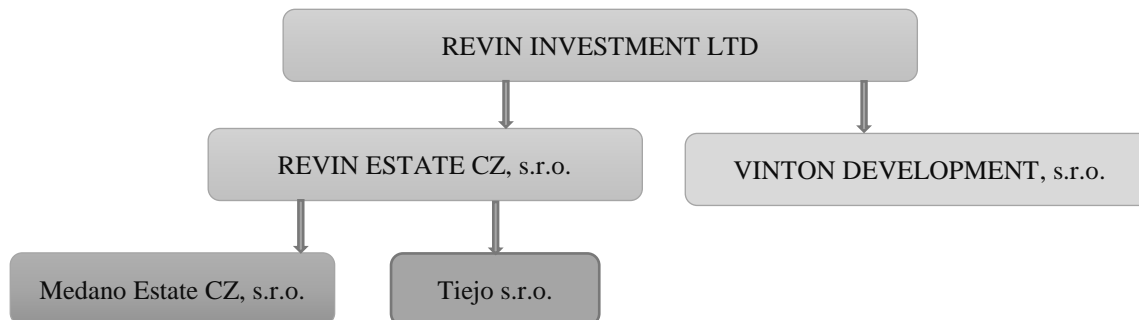 REVIN INVESTMENT LTD
REVIN ESTATE CZ, s.r.o.
VINTON DEVELOPMENT, s.r.o.
Medano Estate CZ, s.r.o.
Tiejo s.r.o.